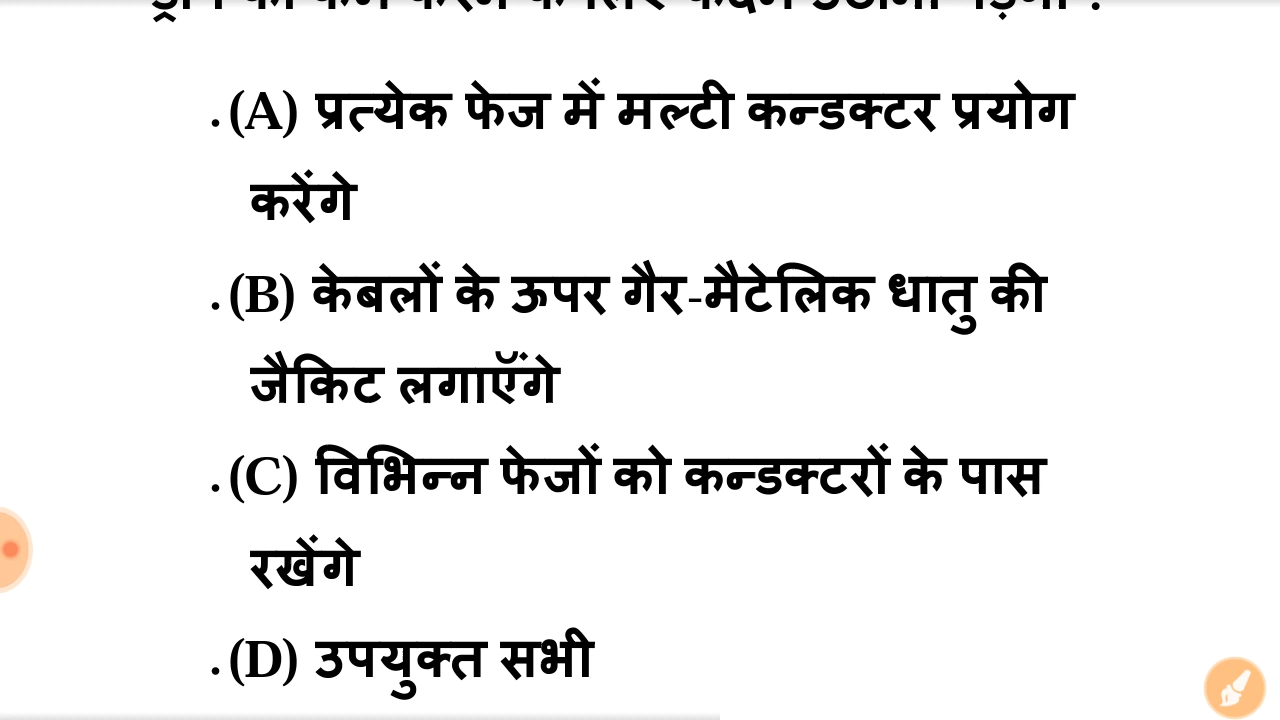 . (A) प्रत्येक फेज में मल्टी कन्डक्टर प्रयोग
करेंगे
. (B) केबलों के ऊपर गैर-मैटेलिक धातु की
जैकिट लगाऍंगे
. (C) विभिन्न फेजों को कन्डक्टरों के पास
रखेंगे
. (D) उपयुक्त सभी